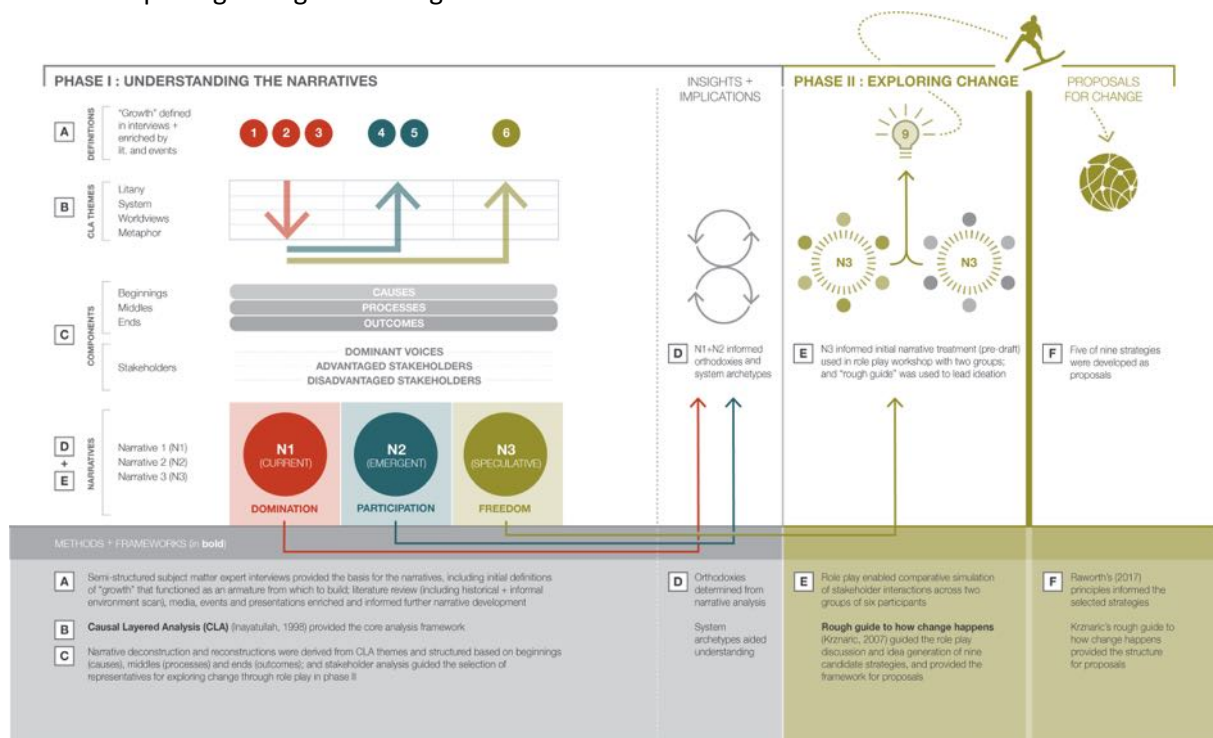 PHASE I : UNDERSTANDING THE NARRATIVES
A
DEFINITIONS
"Growth" defined
in interviews +
enriched by
lit. and events
1 2 3 4 5 6
B
CLA THEMES
Litany
System
Worldviews
Metaphor
C
COMPONENTS
Beginnings
Middles
Ends
CAUSES
PROCESSES
OUTCOMES
Stakeholders
DOMINANT VOICES
ADVANTAGED STAKEHOLDERS
DISADVANTAGED STAKEHOLDERS
D
+
E
NARRATIVES
Narrative 1 (N1)
Narrative 2 (N2)
Narrative 3 (N3)
N1
(CURRENT)
DOMINATION
N2
(EMERGENT)
PARTICIPATION
N3
(SPECULATIVE)
FREEDOM
INSIGHTS +
IMPLICATIONS
D
N1+N2 informed
orthodoxies and
system archetypes
PHASE II : EXPLORING CHANGE
9
N3
N3
E
N3 informed initial narrative treatment (pre-draft)
used in role play workshop with two groups;
and "rough guide" was used to lead ideation
PROPOSALS
FOR CHANGE
F
Five of nine strategies
were developed as
proposals
METHODS + FRAMEWORKS (in bold)
A
Semi-structured subject matter expert interviews provided the basis for the narratives, including initial definitions
of "growth" that functioned as an armature from which to build; literature review (including historical + informal
environment scan), media, events and presentations enriched and informed further narrative development
B
Causal Layered Analysis (CLA) (Inayatullah, 1998) provided the core analysis framework
C
Narrative deconstruction and reconstructions were derived from CLA themes and structured based on beginnings
(causes), middles (processes) and ends (outcomes); and stakeholder analysis guided the selection of
representatives for exploring change through role play in phase II
D
Orthodoxies
determined from
narrative analysis
System
archetypes aided
understanding
E
Role play enabled comparative simulation
of stakeholder interactions across two
groups of six participants
Rough guide to how change happens
(Krznaric, 2007) guided the role play
discussion and idea generation of nine
candidate strategies, and provided the
framework for proposals
F
Raworth's (2017)
principles informed the
selected strategies
Krznaric's rough guide to
how change happens
provided the structure
for proposals